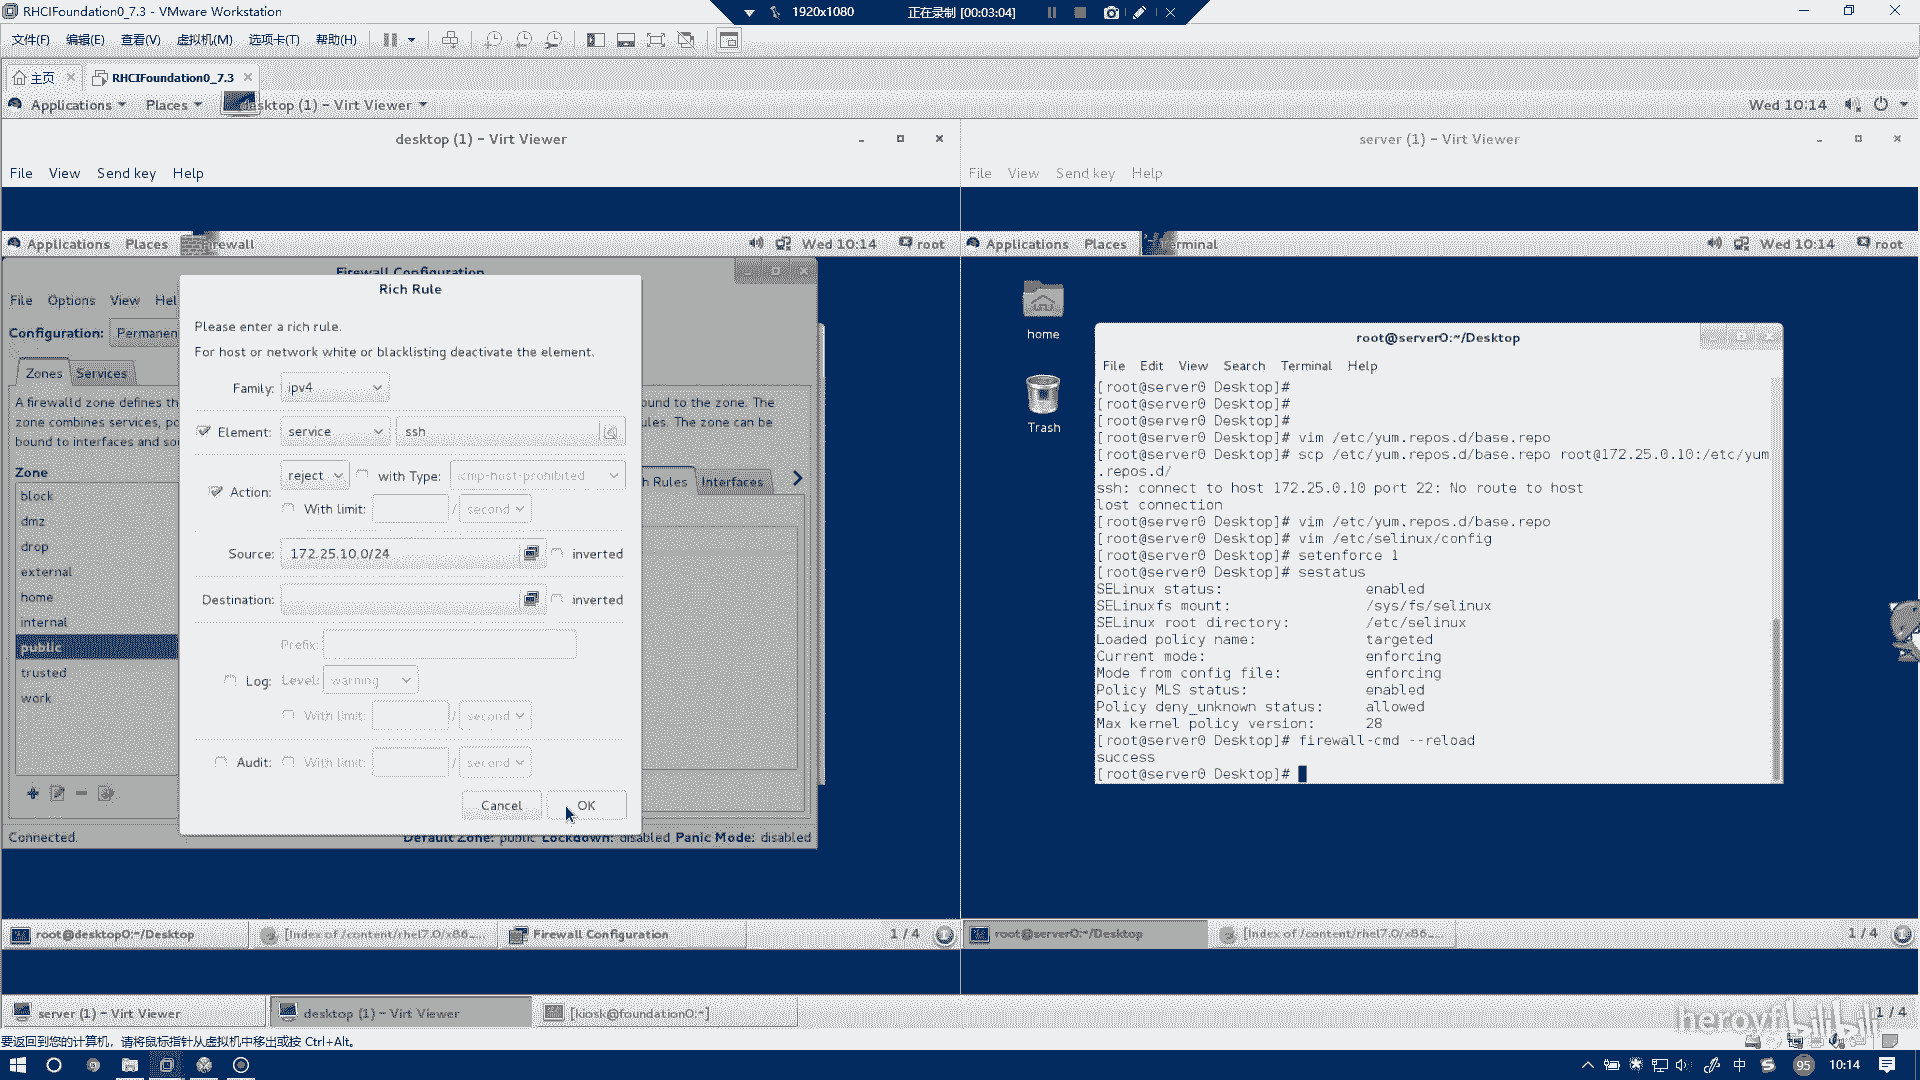 RHCIFoundation0_7.3 - VMware Workstation
1920x1080
正在录制 [00:03:04]
文件(F) 编辑(E) 查看(V) 虚拟机(M) 选项卡(T) 帮助(H)
主页
RHCIFoundation0_7.3
Applications Places desktop (1) - Virt Viewer
Wed 10:14
desktop (1) - Virt Viewer
File View Send key Help
Applications Places Firewall
Wed 10:14 root
Firewall Configuration
File Options View Hel
Configuration: Permanen
Zones Services
A firewalld zone defines th
ound to the zone. The
zone combines services, po
ules. The zone can be
bound to interfaces and sou
Zone
block
dmz
drop
external
home
internal
public
trusted
work
h Rules Interfaces
Connected.
Default Zone: public Lockdown: disabled Panic Mode: disabled
Rich Rule
Please enter a rich rule.
For host or network white or blacklisting deactivate the element.
Family: ipv4
Element: service ssh
Action: reject with Type: icmp-host-prohibited
With limit: / second
Source: 172.25.10.0/24 inverted
Destination: inverted
Prefix:
Log: Level: warning
With limit: / second
Audit: With limit: / second
Cancel OK
root@desktop0:~/Desktop
[Index of /content/rhel7.0/x86_...
Firewall Configuration
1 / 4
server (1) - Virt Viewer
File View Send key Help
Applications Places Terminal
Wed 10:14 root
home
Trash
root@server0:~/Desktop
File Edit View Search Terminal Help
[root@server0 Desktop]#
[root@server0 Desktop]#
[root@server0 Desktop]#
[root@server0 Desktop]# vim /etc/yum.repos.d/base.repo
[root@server0 Desktop]# scp /etc/yum.repos.d/base.repo root@172.25.0.10:/etc/yum
.repos.d/
ssh: connect to host 172.25.0.10 port 22: No route to host
lost connection
[root@server0 Desktop]# vim /etc/yum.repos.d/base.repo
[root@server0 Desktop]# vim /etc/selinux/config
[root@server0 Desktop]# setenforce 1
[root@server0 Desktop]# sestatus
SELinux status: enabled
SELinuxfs mount: /sys/fs/selinux
SELinux root directory: /etc/selinux
Loaded policy name: targeted
Current mode: enforcing
Mode from config file: enforcing
Policy MLS status: enabled
Policy deny_unknown status: allowed
Max kernel policy version: 28
[root@server0 Desktop]# firewall-cmd --reload
success
[root@server0 Desktop]#
root@server0:~/Desktop
[Index of /content/rhel7.0/x86_...
1 / 4
server (1) - Virt Viewer
desktop (1) - Virt Viewer
[kiosk@foundation0:~]
1 / 4
bilibili
要返回到您的计算机，请将鼠标指针从虚拟机中移出或按 Ctrl+Alt。
中
95
10:14